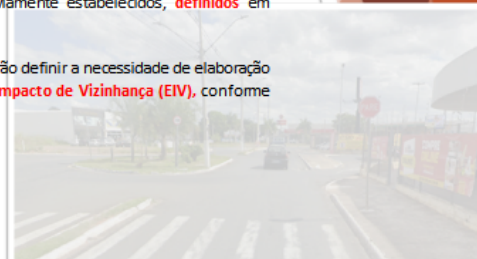 estabelecidos, definidos em
ão definir a necessidade de elaboração
mpacto de Vizinhança (EIV), conforme